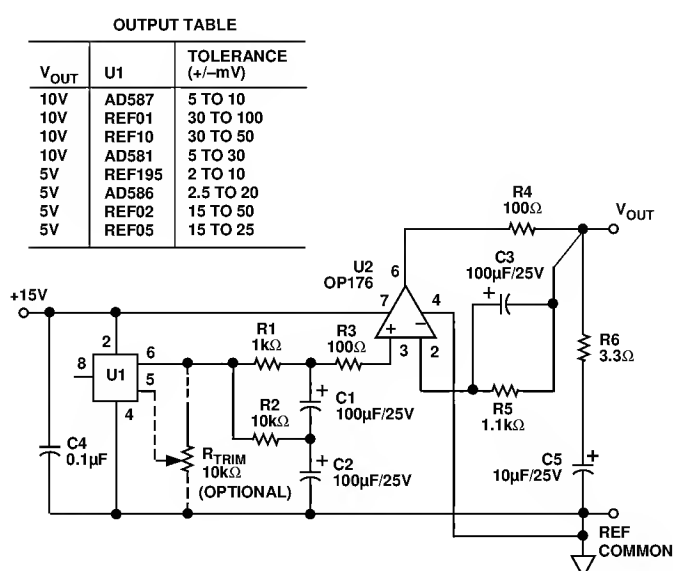 OUTPUT TABLE
VOUT U1 TOLERANCE (+/–mV)
10V AD587 5 TO 10
10V REF01 30 TO 100
10V REF10 30 TO 50
10V AD581 5 TO 30
5V REF195 2 TO 10
5V AD586 2.5 TO 20
5V REF02 15 TO 50
5V REF05 15 TO 25
R4
100Ω
VOUT
C3
100µF/25V
+
U2
OP176
6
7
4
+
–
3
2
+15V
2
8
U1
6
5
4
R1
1kΩ
R3
100Ω
R6
3.3Ω
R2
10kΩ
+
C1
100µF/25V
R5
1.1kΩ
C4
0.1µF
RTRIM
10kΩ
(OPTIONAL)
+
C2
100µF/25V
C5
10µF/25V
+
REF
COMMON